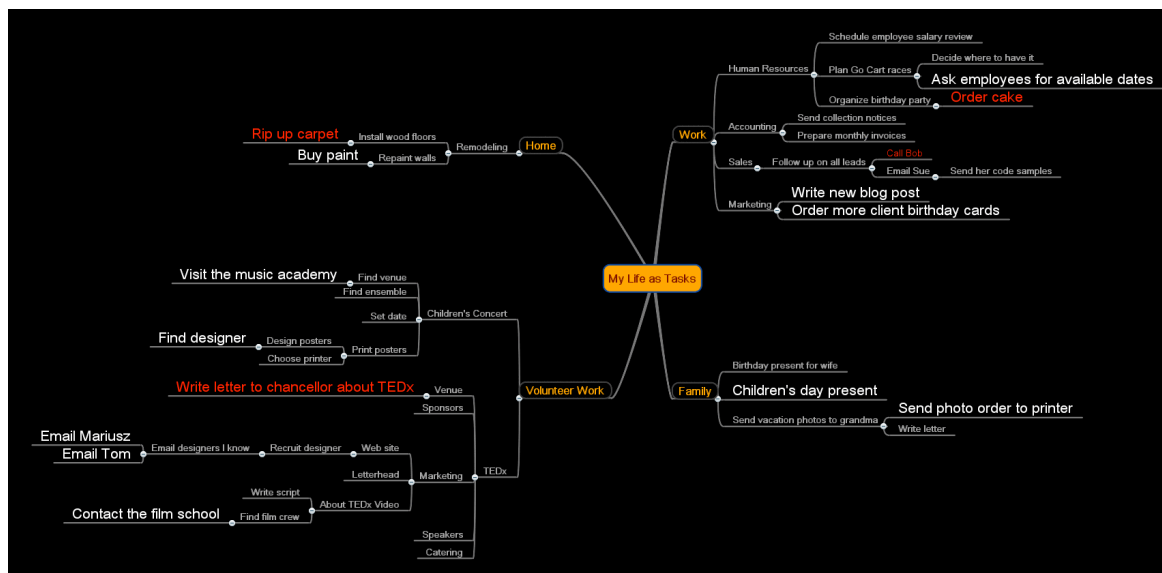 My Life as Tasks
Work
Human Resources
Schedule employee salary review
Plan Go Cart races
Decide where to have it
Ask employees for available dates
Organize birthday party
Order cake
Accounting
Send collection notices
Prepare monthly invoices
Sales
Follow up on all leads
Call Bob
Email Sue
Send her code samples
Marketing
Write new blog post
Order more client birthday cards
Family
Birthday present for wife
Children's day present
Send vacation photos to grandma
Send photo order to printer
Write letter
Home
Remodeling
Install wood floors
Rip up carpet
Repaint walls
Buy paint
Volunteer Work
Children's Concert
Find venue
Visit the music academy
Find ensemble
Set date
Print posters
Design posters
Find designer
Choose printer
TEDx
Venue
Write letter to chancellor about TEDx
Sponsors
Marketing
Web site
Recruit designer
Email designers I know
Email Mariusz
Email Tom
Letterhead
About TEDx Video
Write script
Find film crew
Contact the film school
Speakers
Catering